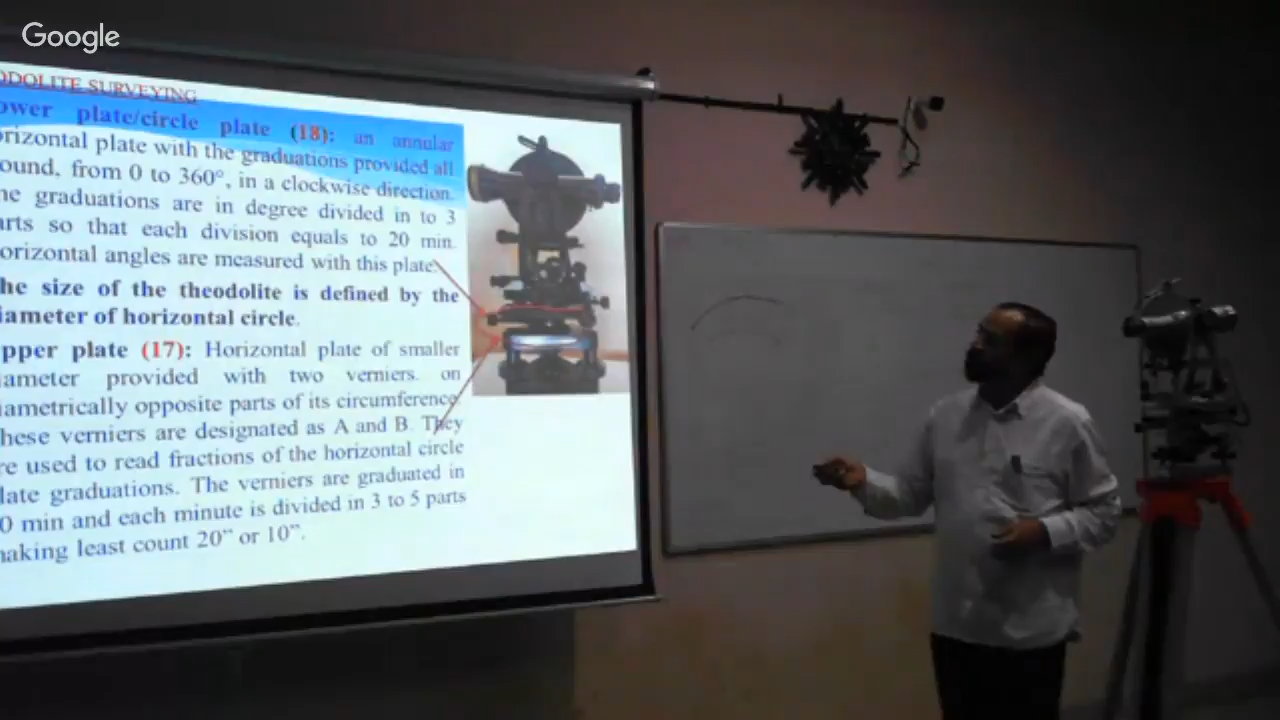 Google
ODOLITE SURVEYING
ower plate/circle plate (18): an annular
orizontal plate with the graduations provided all
ound, from 0 to 360°, in a clockwise direction.
he graduations are in degree divided in to 3
arts so that each division equals to 20 min.
orizontal angles are measured with this plate.
he size of the theodolite is defined by the
iameter of horizontal circle.
pper plate (17): Horizontal plate of smaller
iameter provided with two verniers. on
iametrically opposite parts of its circumference.
hese verniers are designated as A and B. They
re used to read fractions of the horizontal circle
late graduations. The verniers are graduated in
0 min and each minute is divided in 3 to 5 parts
making least count 20” or 10”.